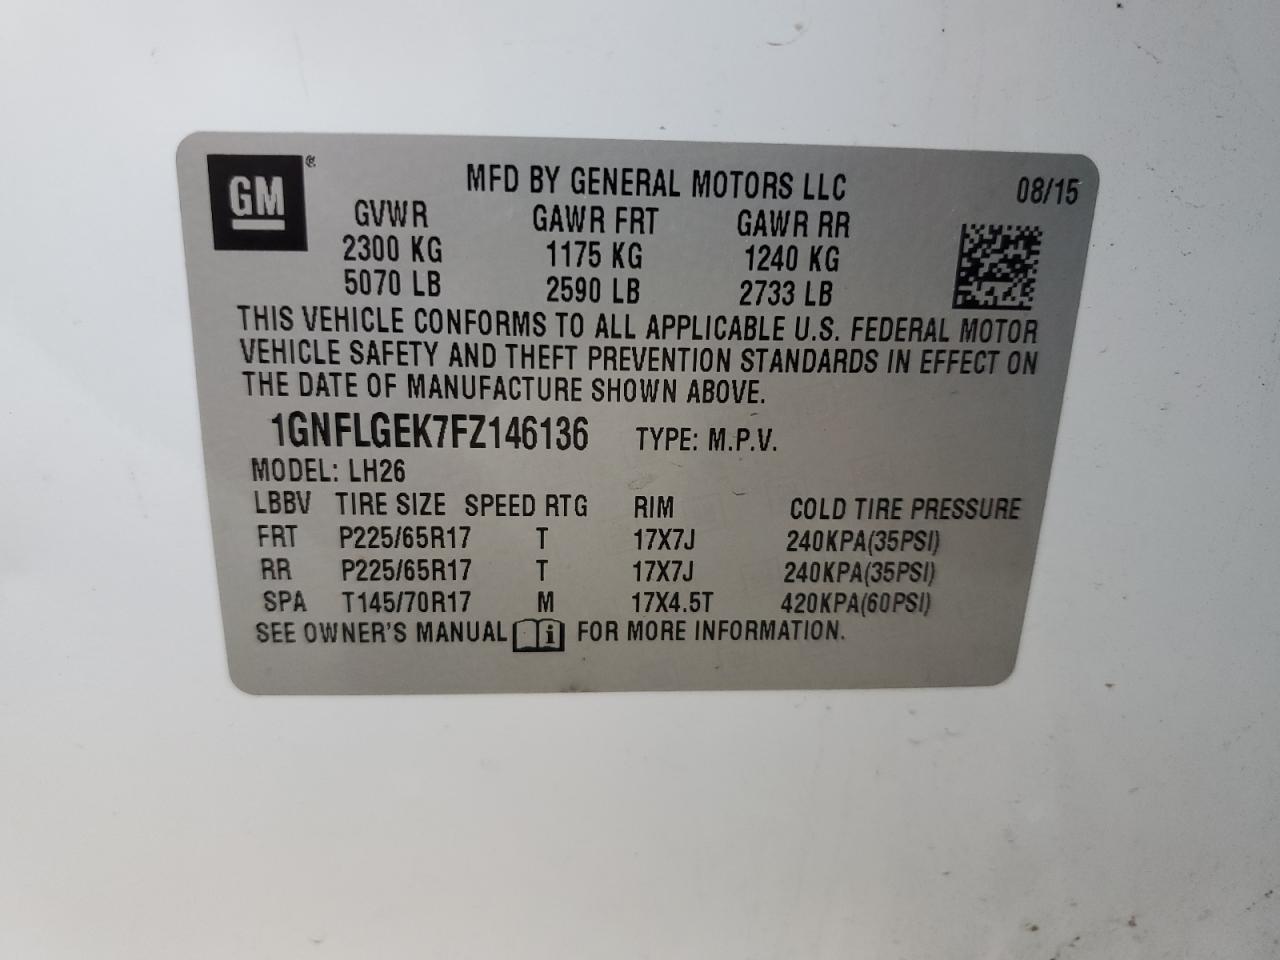 GM®
MFD BY GENERAL MOTORS LLC 08/15
GVWR GAWR FRT GAWR RR
2300 KG 1175 KG 1240 KG
5070 LB 2590 LB 2733 LB
THIS VEHICLE CONFORMS TO ALL APPLICABLE U.S. FEDERAL MOTOR
VEHICLE SAFETY AND THEFT PREVENTION STANDARDS IN EFFECT ON
THE DATE OF MANUFACTURE SHOWN ABOVE.
1GNFLGEK7FZ146136 TYPE: M.P.V.
MODEL: LH26
LBBV TIRE SIZE SPEED RTG RIM COLD TIRE PRESSURE
FRT P225/65R17 T 17X7J 240KPA(35PSI)
RR P225/65R17 T 17X7J 240KPA(35PSI)
SPA T145/70R17 M 17X4.5T 420KPA(60PSI)
SEE OWNER'S MANUAL i FOR MORE INFORMATION.